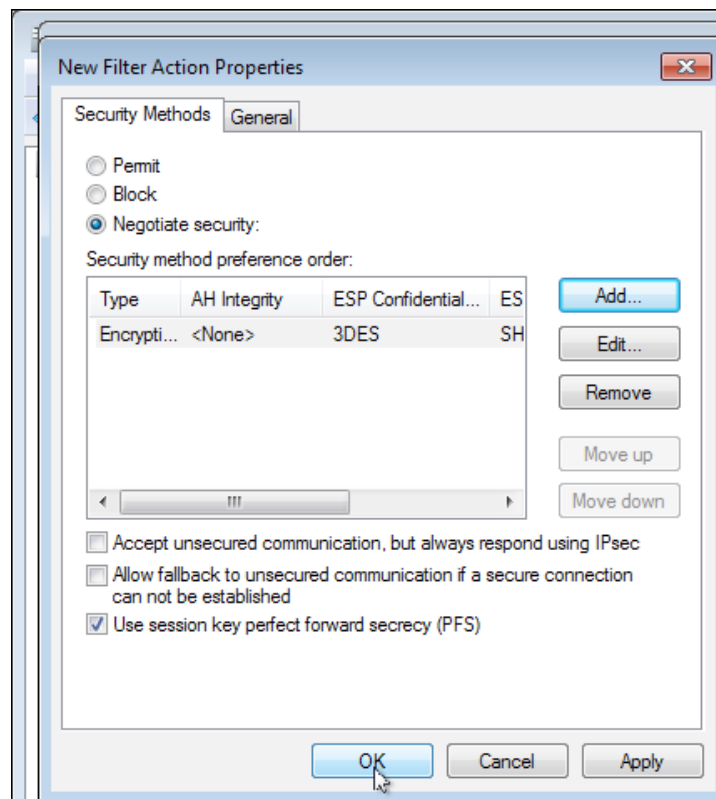 New Filter Action Properties
Security Methods General
Permit
Block
Negotiate security:
Security method preference order:
Type AH Integrity ESP Confidential... ES
Encrypti... <None> 3DES SH
Add...
Edit...
Remove
Move up
Move down
Accept unsecured communication, but always respond using IPsec
Allow fallback to unsecured communication if a secure connection
can not be established
Use session key perfect forward secrecy (PFS)
OK Cancel Apply